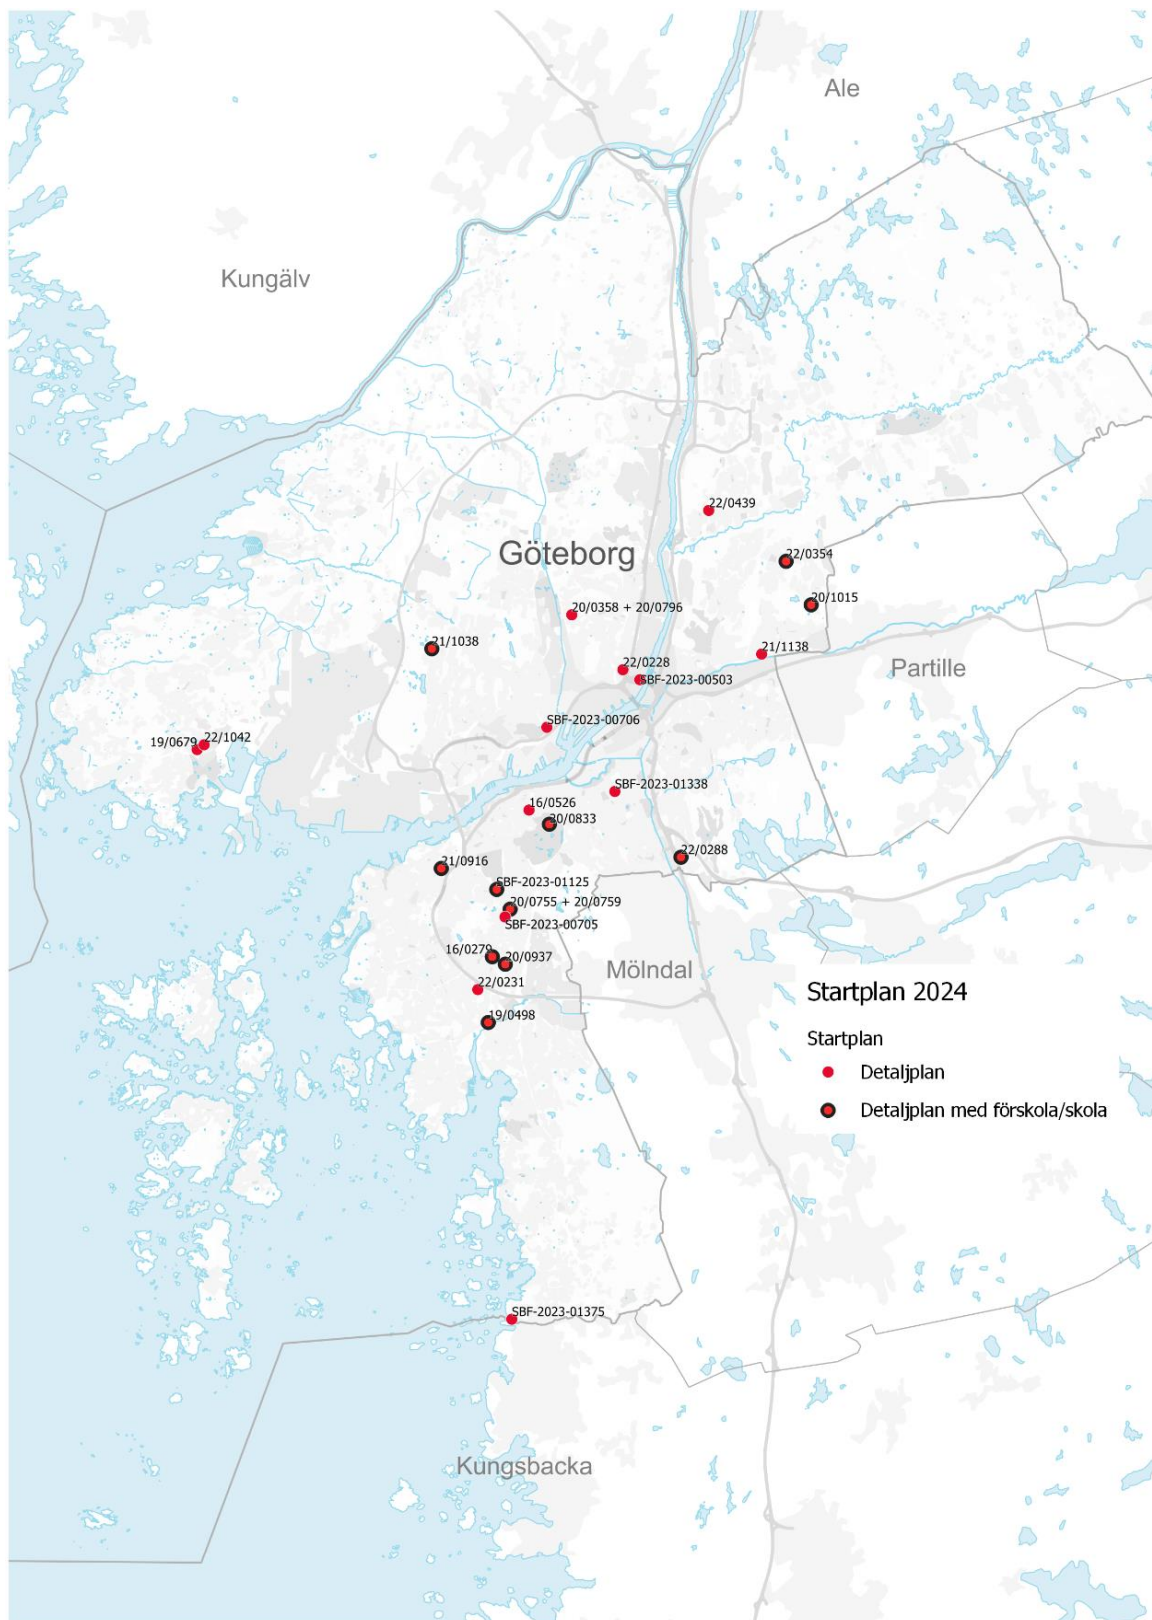 Ale
Kungälv
22/0439
Göteborg
22/0354
20/1015
20/0358 + 20/0796
21/1038
21/1138
22/0228
Partille
SBF-2023-00503
SBF-2023-00706
19/0679
22/1042
SBF-2023-01338
16/0526
20/0833
22/0288
21/0916
SBF-2023-01125
20/0755 + 20/0759
SBF-2023-00705
16/0279
20/0937
Mölndal
22/0231
Startplan 2024
19/0498
Startplan
Detaljplan
Detaljplan med förskola/skola
SBF-2023-01375
Kungsbacka